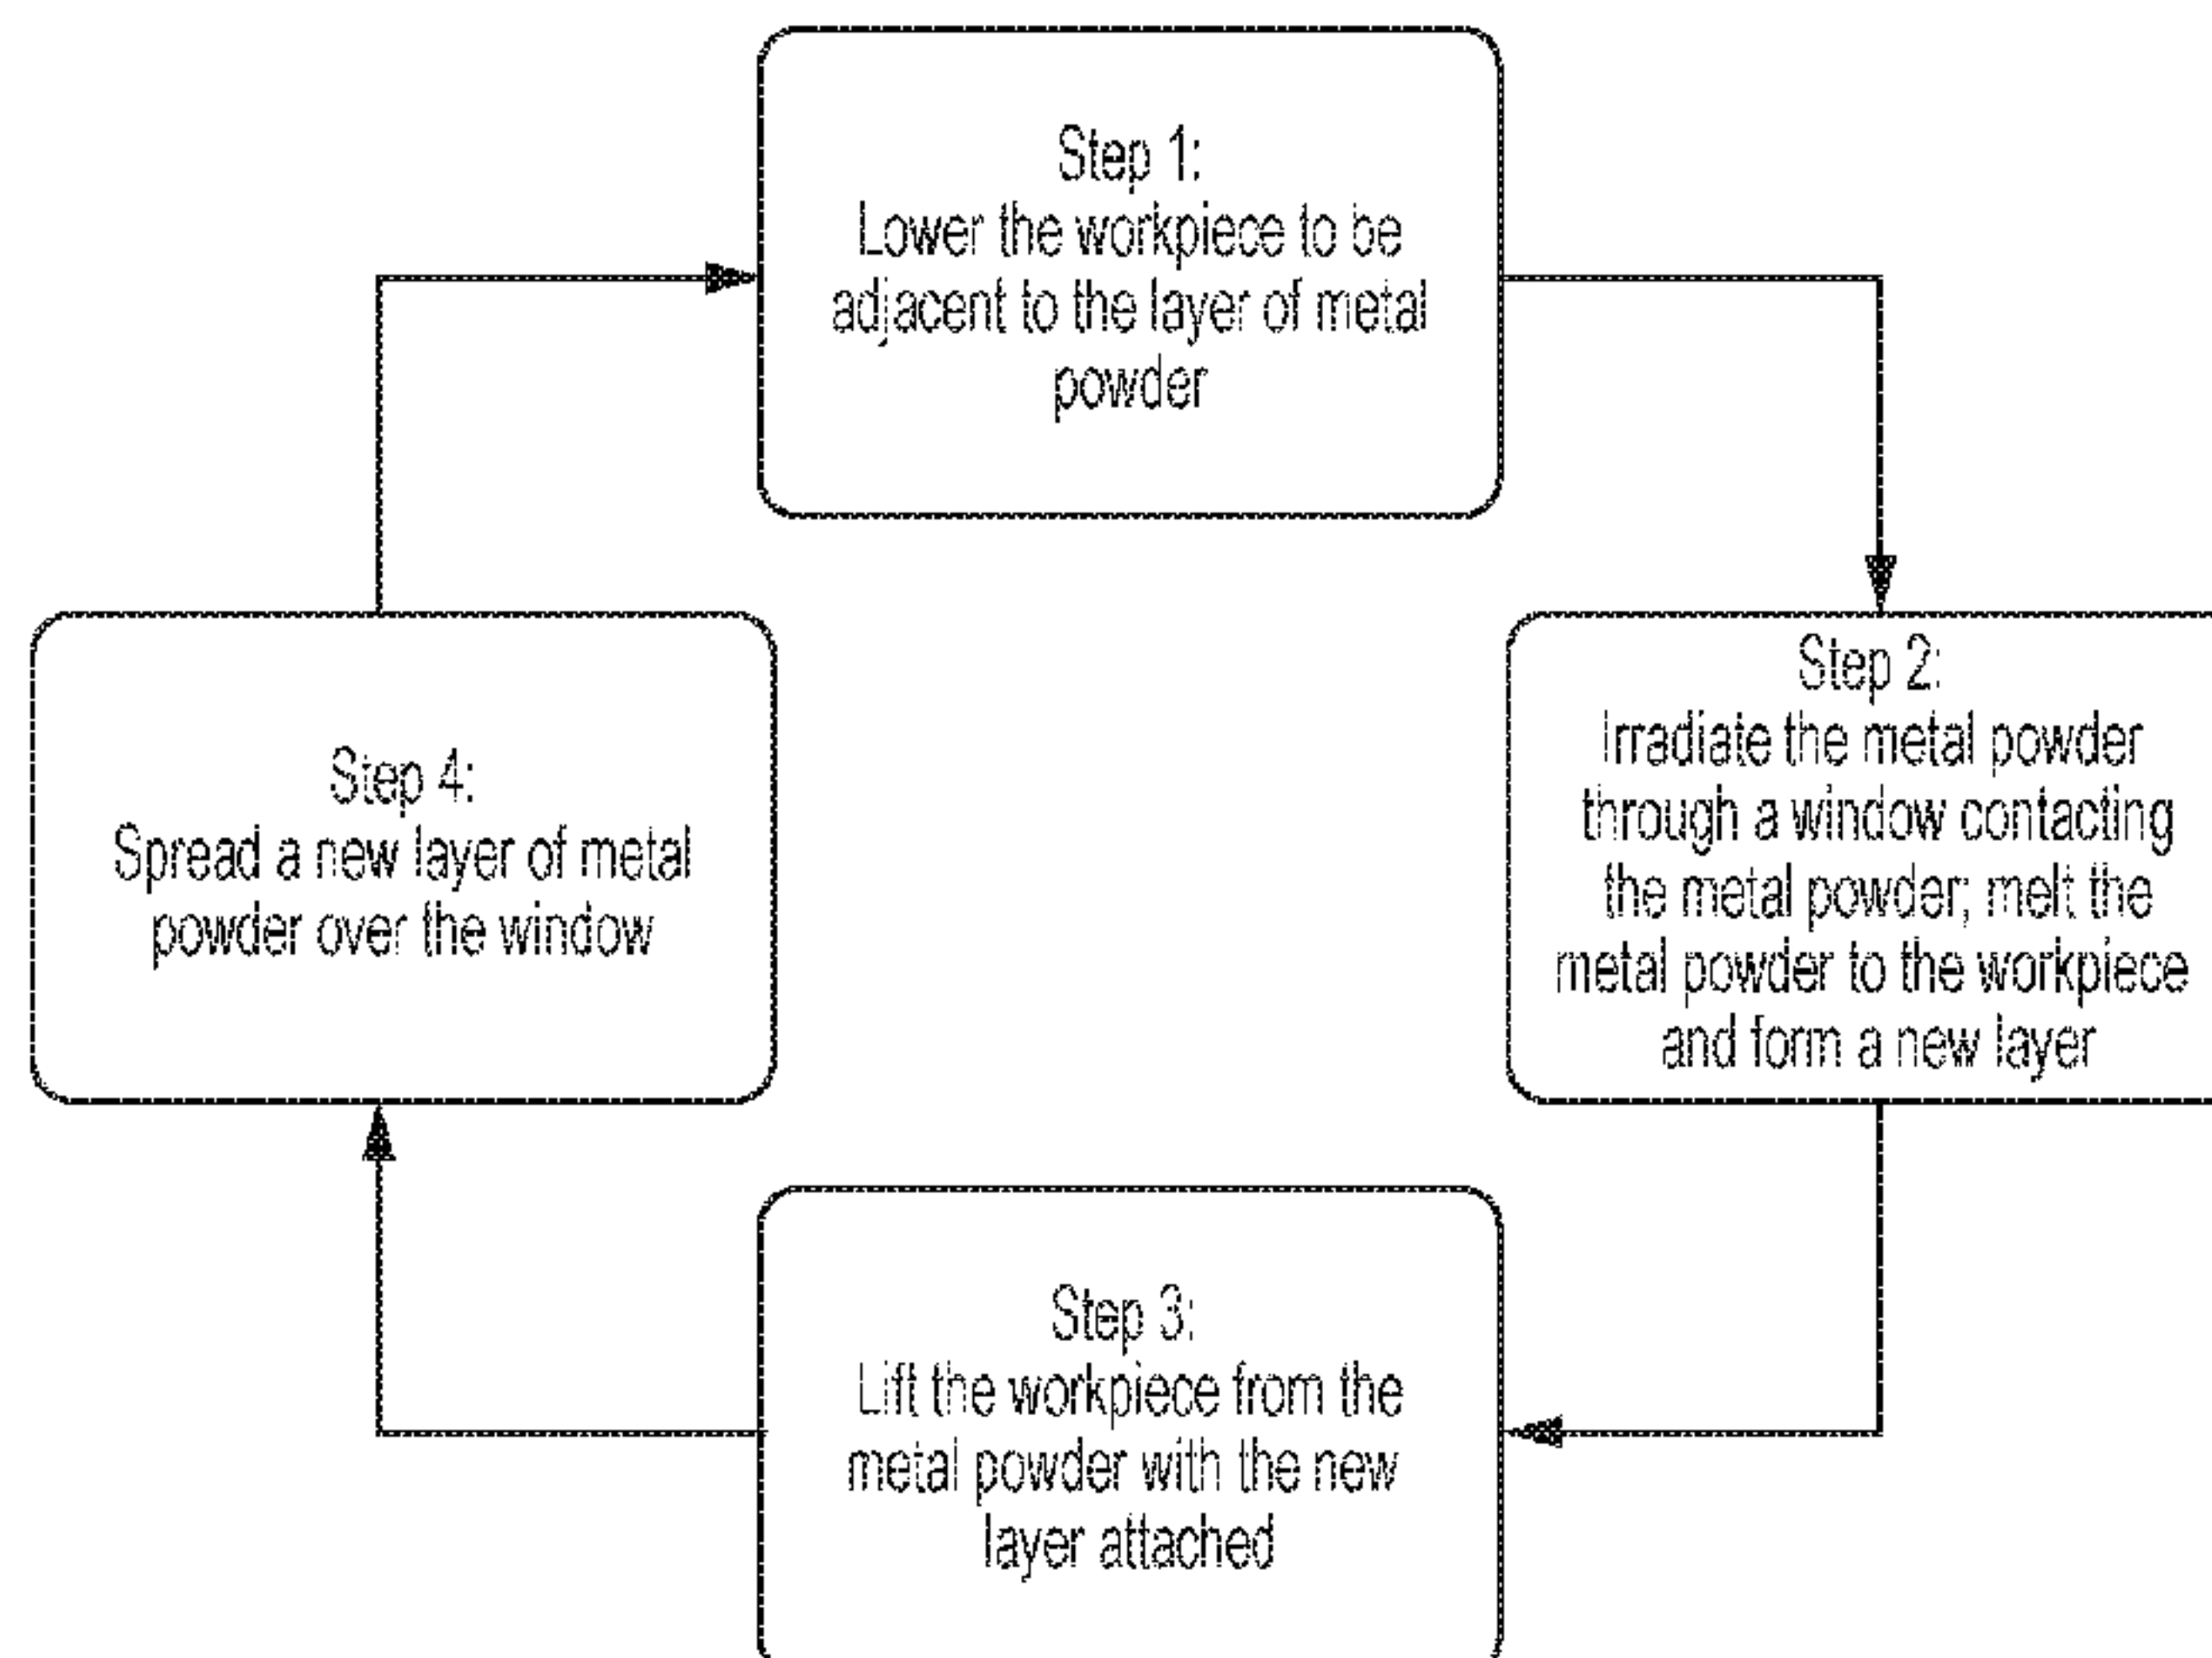 Step 1:
Lower the workpiece to be
adjacent to the layer of metal
powder
Step 2:
Irradiate the metal powder
through a window contacting
the metal powder; melt the
metal powder to the workpiece
and form a new layer
Step 3:
Lift the workpiece from the
metal powder with the new
layer attached
Step 4:
Spread a new layer of metal
powder over the window